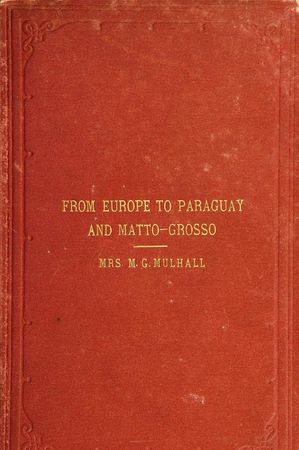 FROM EUROPE TO PARAGUAY
AND MATTO-GROSSO
MRS. M. G. MULHALL